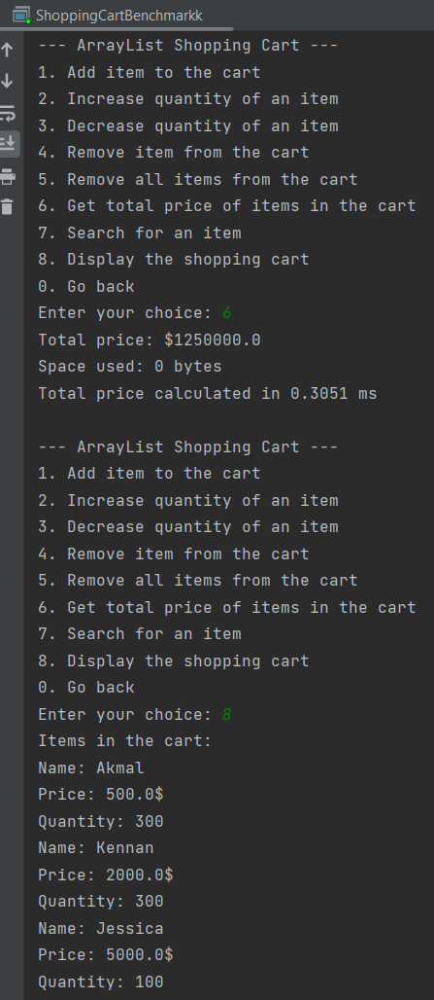 ShoppingCartBenchmarkk
--- ArrayList Shopping Cart ---
1. Add item to the cart
2. Increase quantity of an item
3. Decrease quantity of an item
4. Remove item from the cart
5. Remove all items from the cart
6. Get total price of items in the cart
7. Search for an item
8. Display the shopping cart
0. Go back
Enter your choice: 6
Total price: $1250000.0
Space used: 0 bytes
Total price calculated in 0.3051 ms
--- ArrayList Shopping Cart ---
1. Add item to the cart
2. Increase quantity of an item
3. Decrease quantity of an item
4. Remove item from the cart
5. Remove all items from the cart
6. Get total price of items in the cart
7. Search for an item
8. Display the shopping cart
0. Go back
Enter your choice: 8
Items in the cart:
Name: Akmal
Price: 500.0$
Quantity: 300
Name: Kennan
Price: 2000.0$
Quantity: 300
Name: Jessica
Price: 5000.0$
Quantity: 100